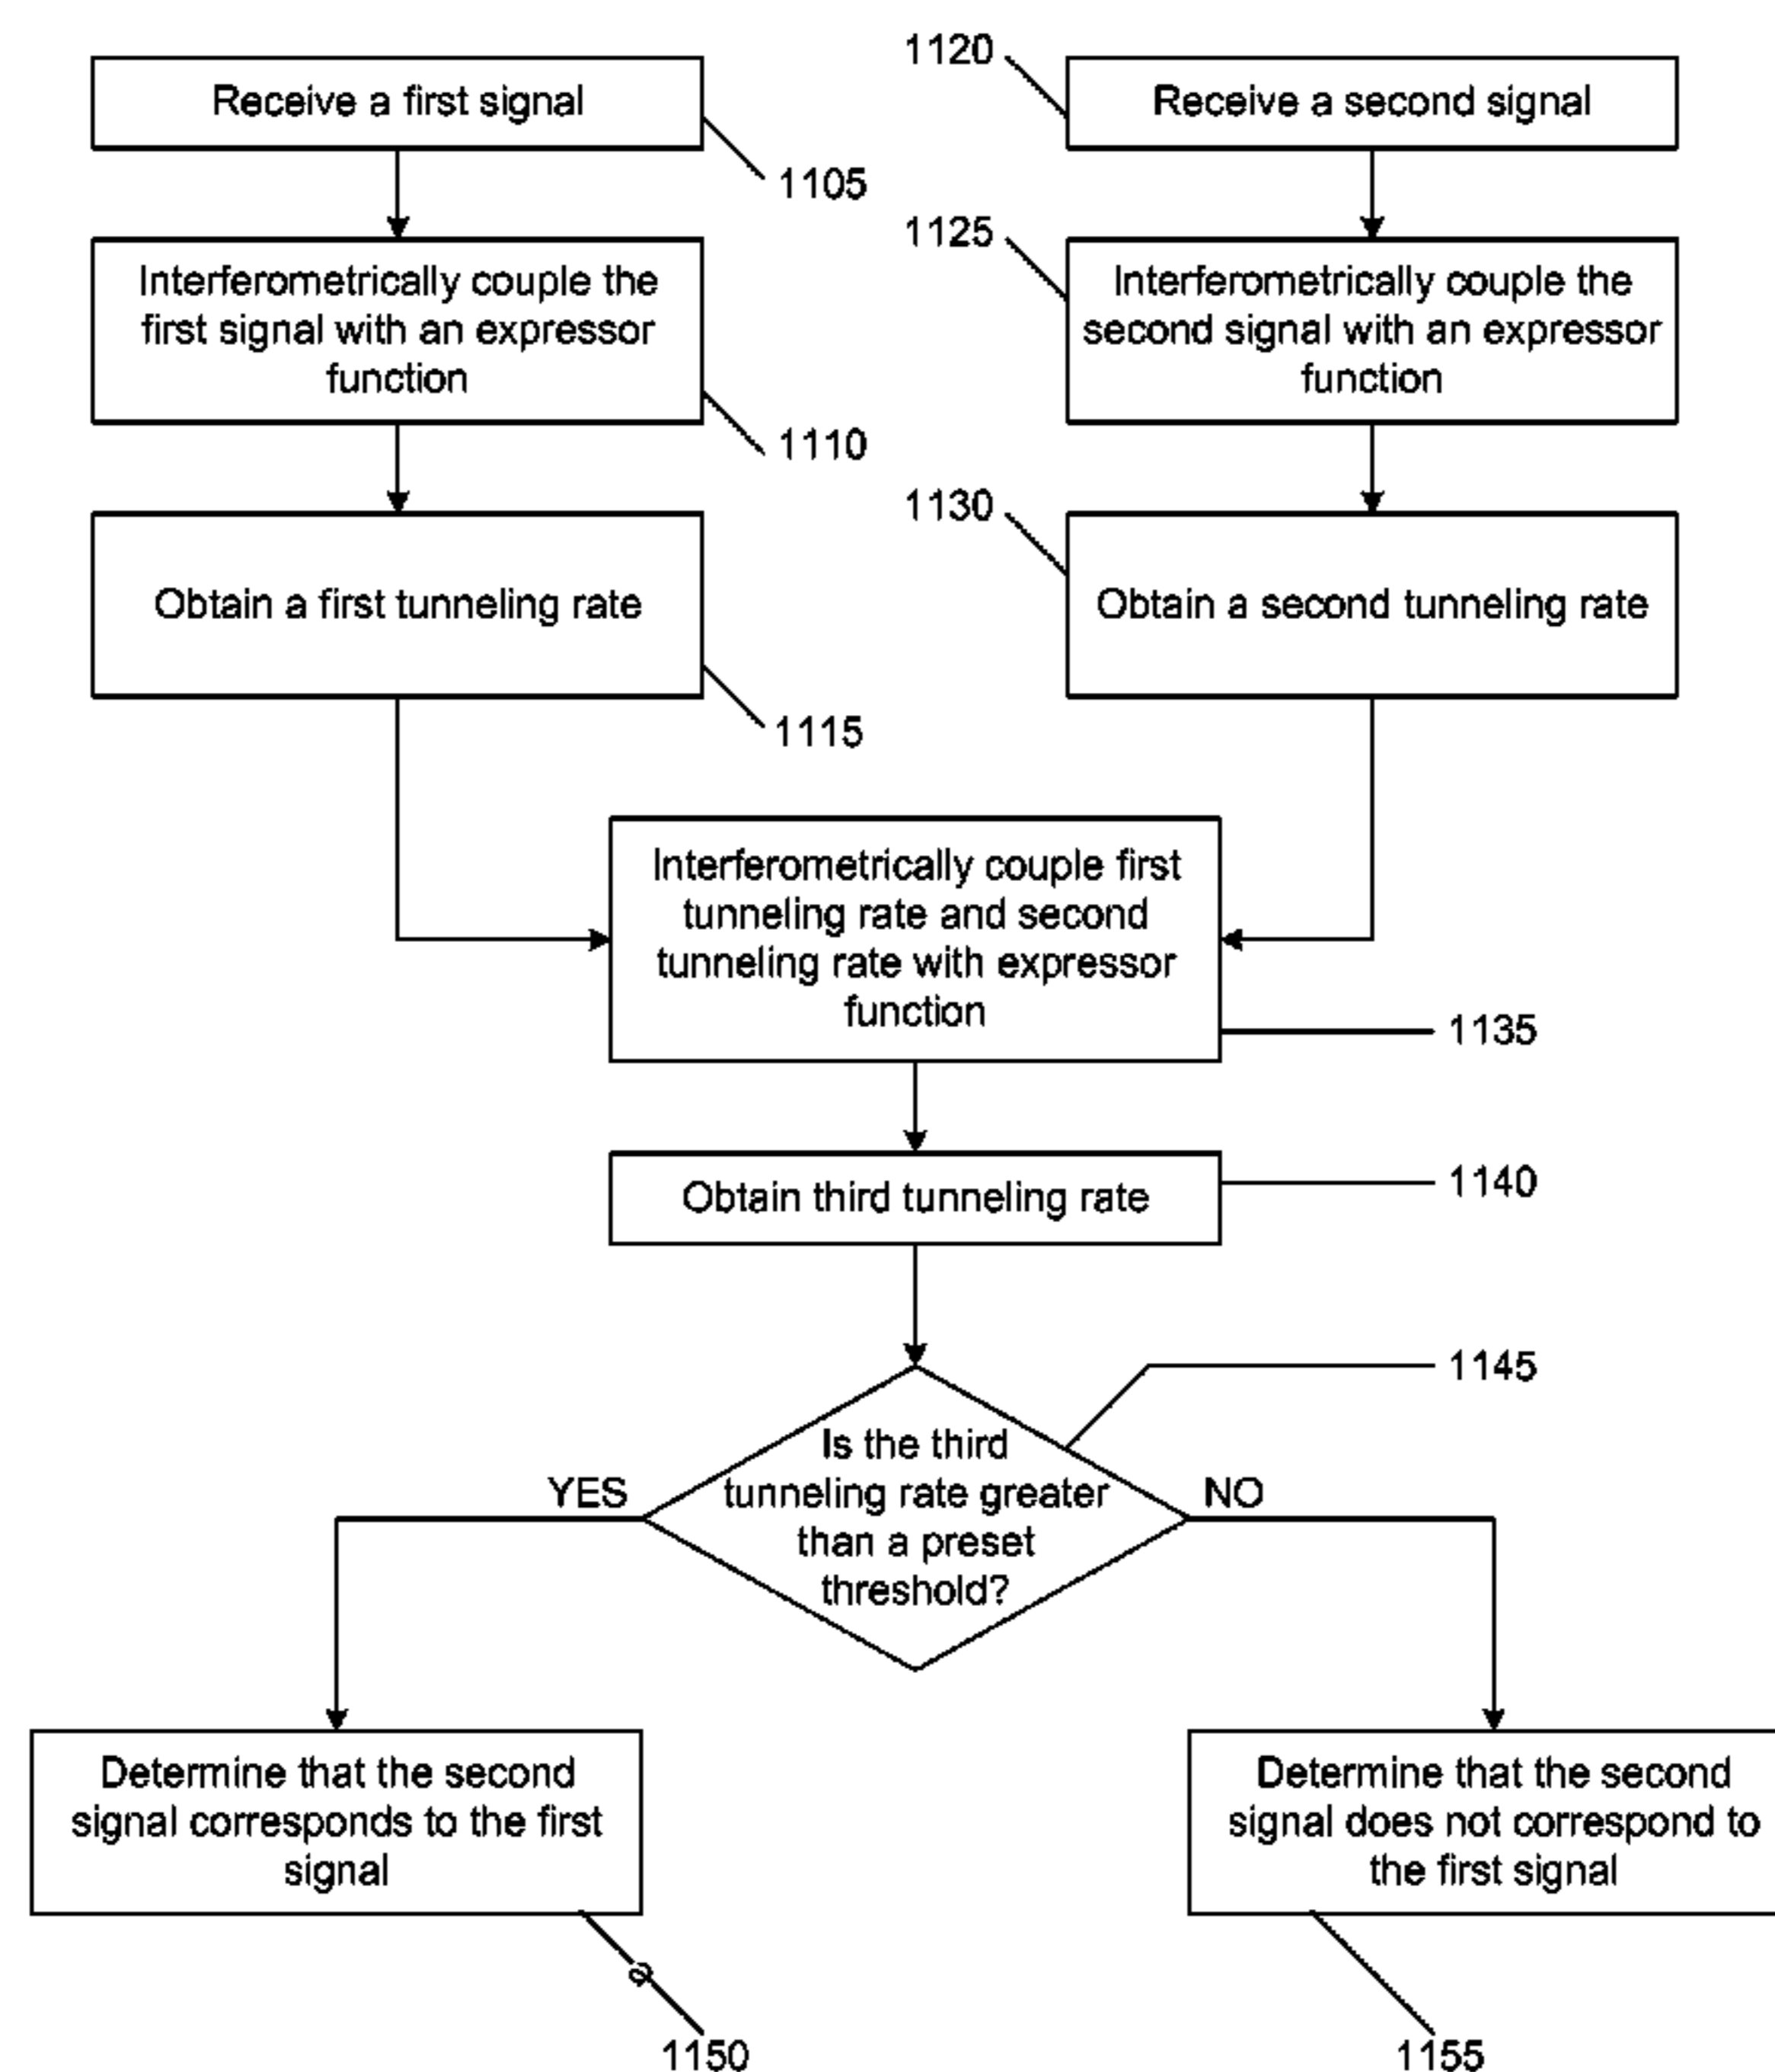 1120
Receive a first signal
Receive a second signal
1105
1125
Interferometrically couple the
first signal with an expressor
function
Interferometrically couple the
second signal with an expressor
function
1110
1130
Obtain a first tunneling rate
Obtain a second tunneling rate
1115
Interferometrically couple first
tunneling rate and second
tunneling rate with expressor
function
1135
Obtain third tunneling rate
1140
1145
Is the third
tunneling rate greater
than a preset
threshold?
YES
NO
Determine that the second
signal corresponds to the first
signal
Determine that the second
signal does not correspond to
the first signal
1150
1155